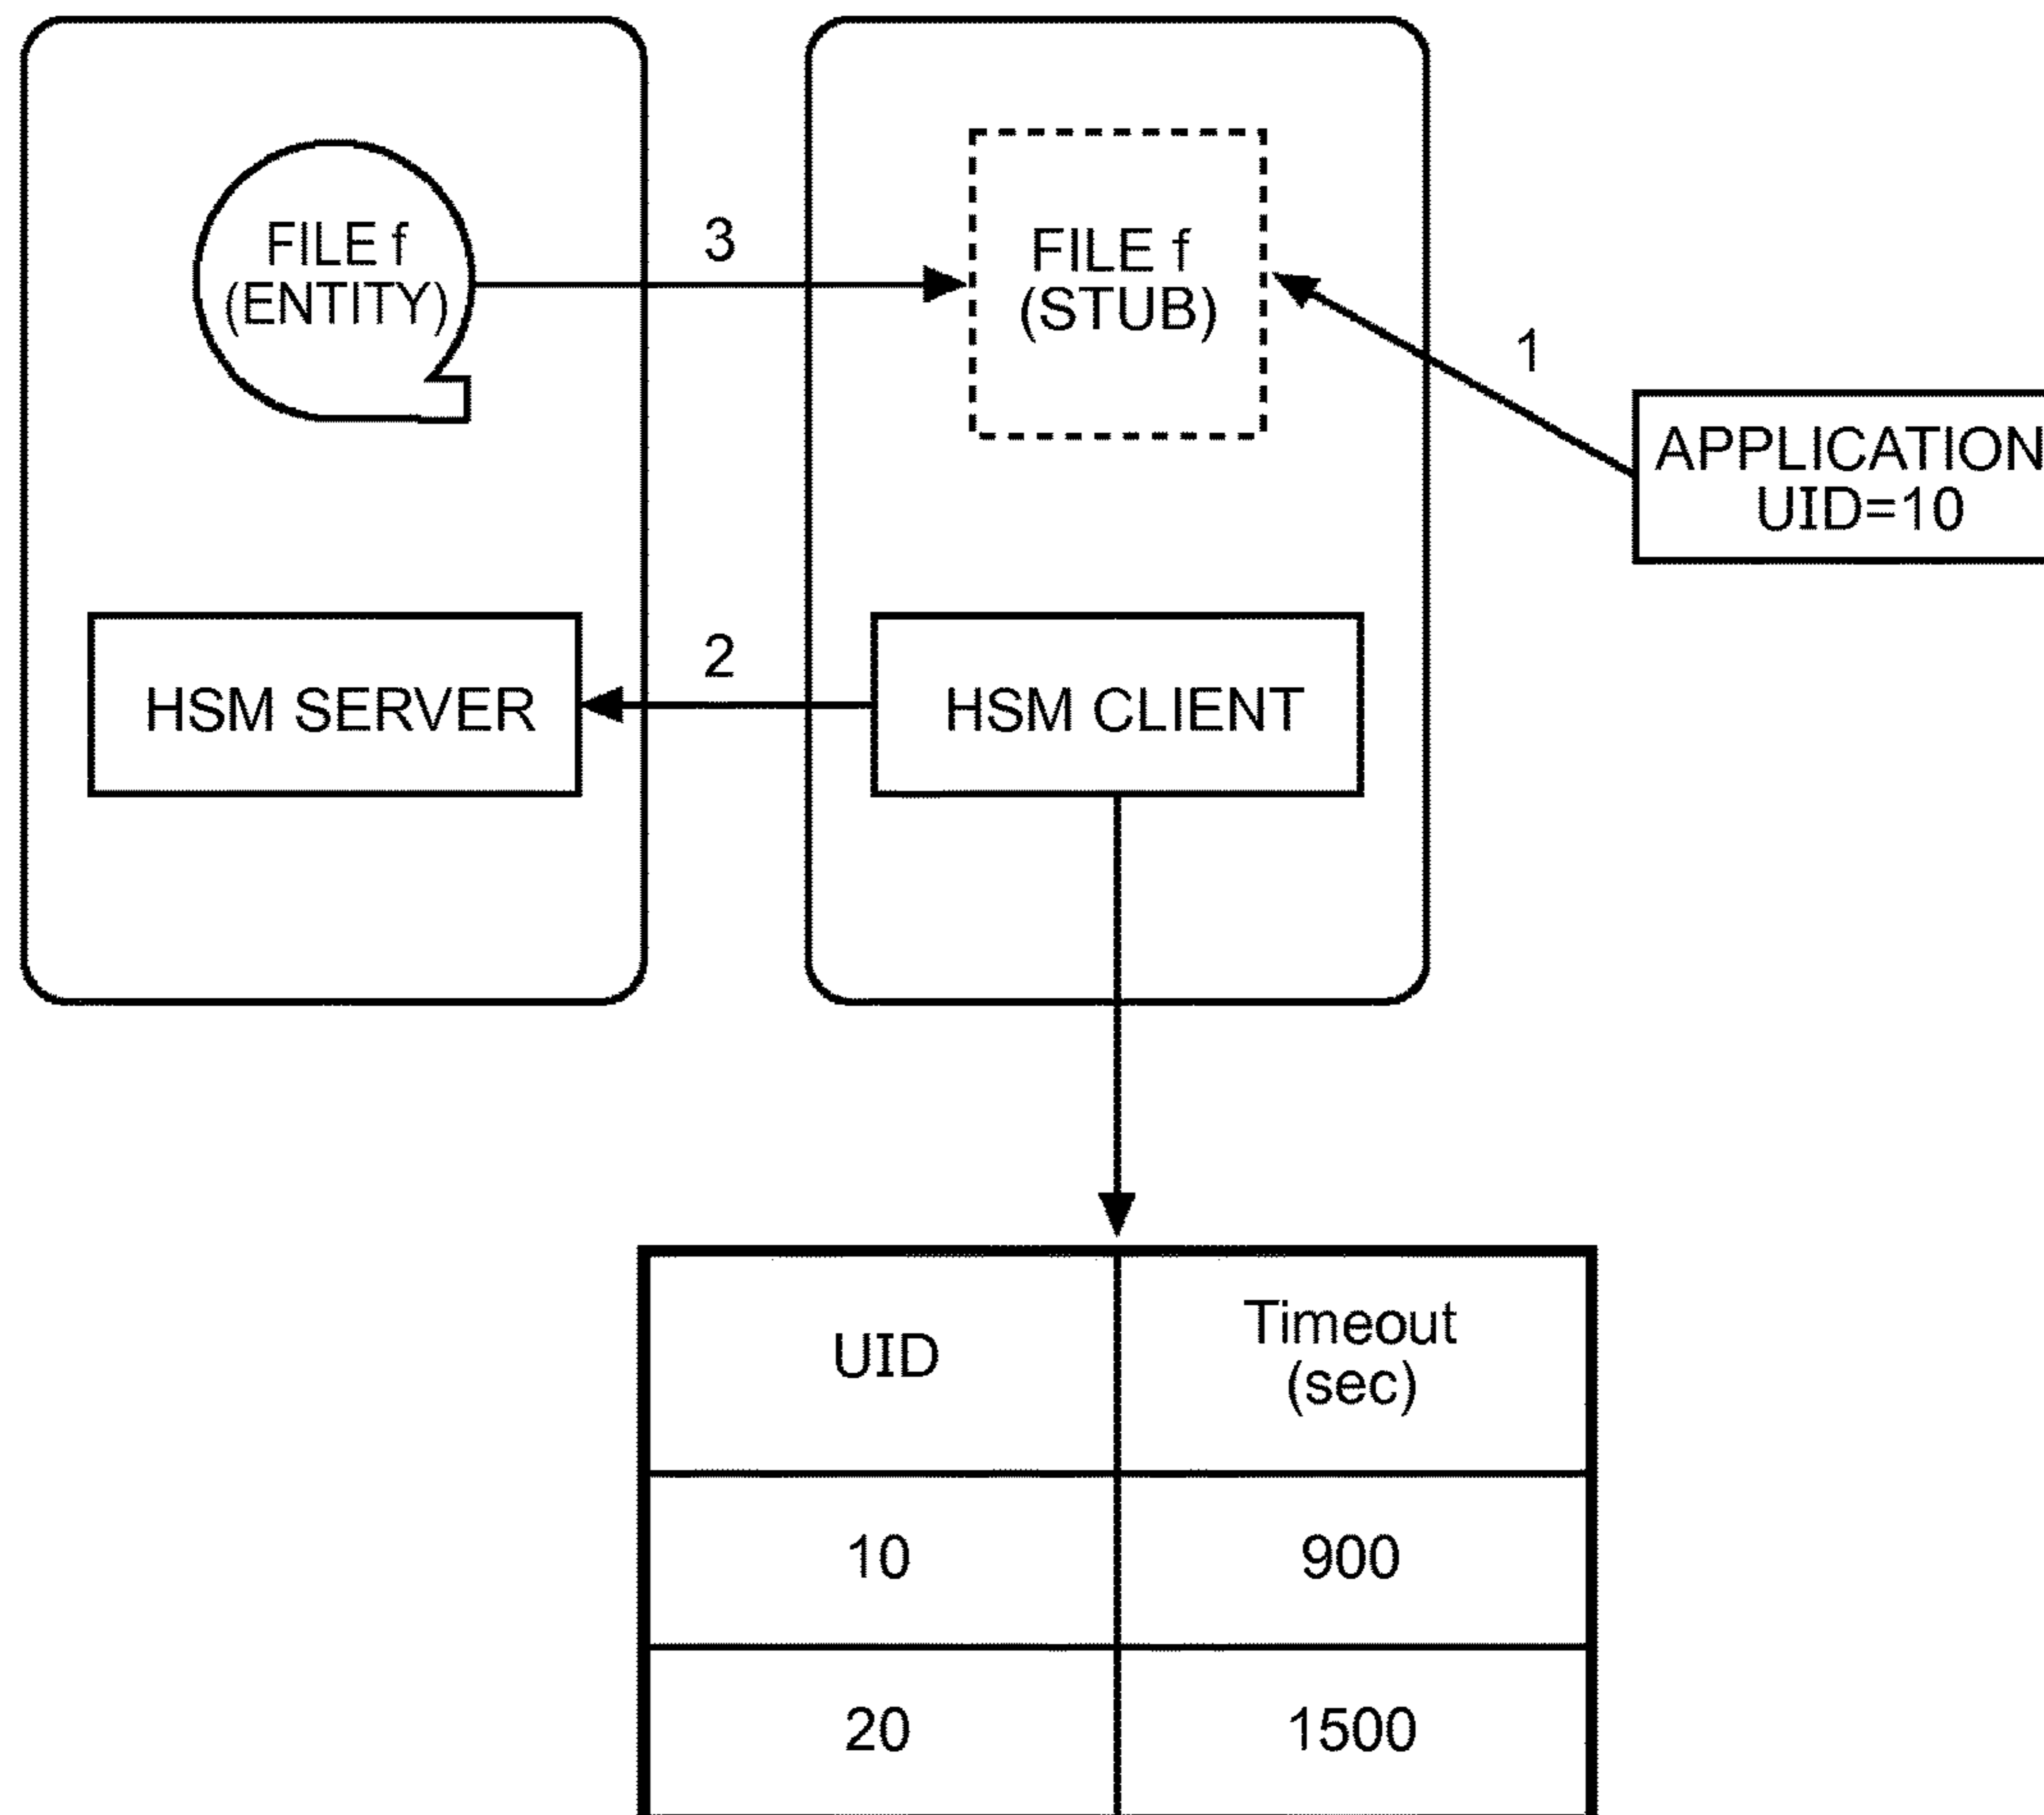 FILE f
(ENTITY)
3
FILE f
(STUB)
1
APPLICATION
UID=10
HSM SERVER
2
HSM CLIENT
UID
Timeout
(sec)
10
900
20
1500